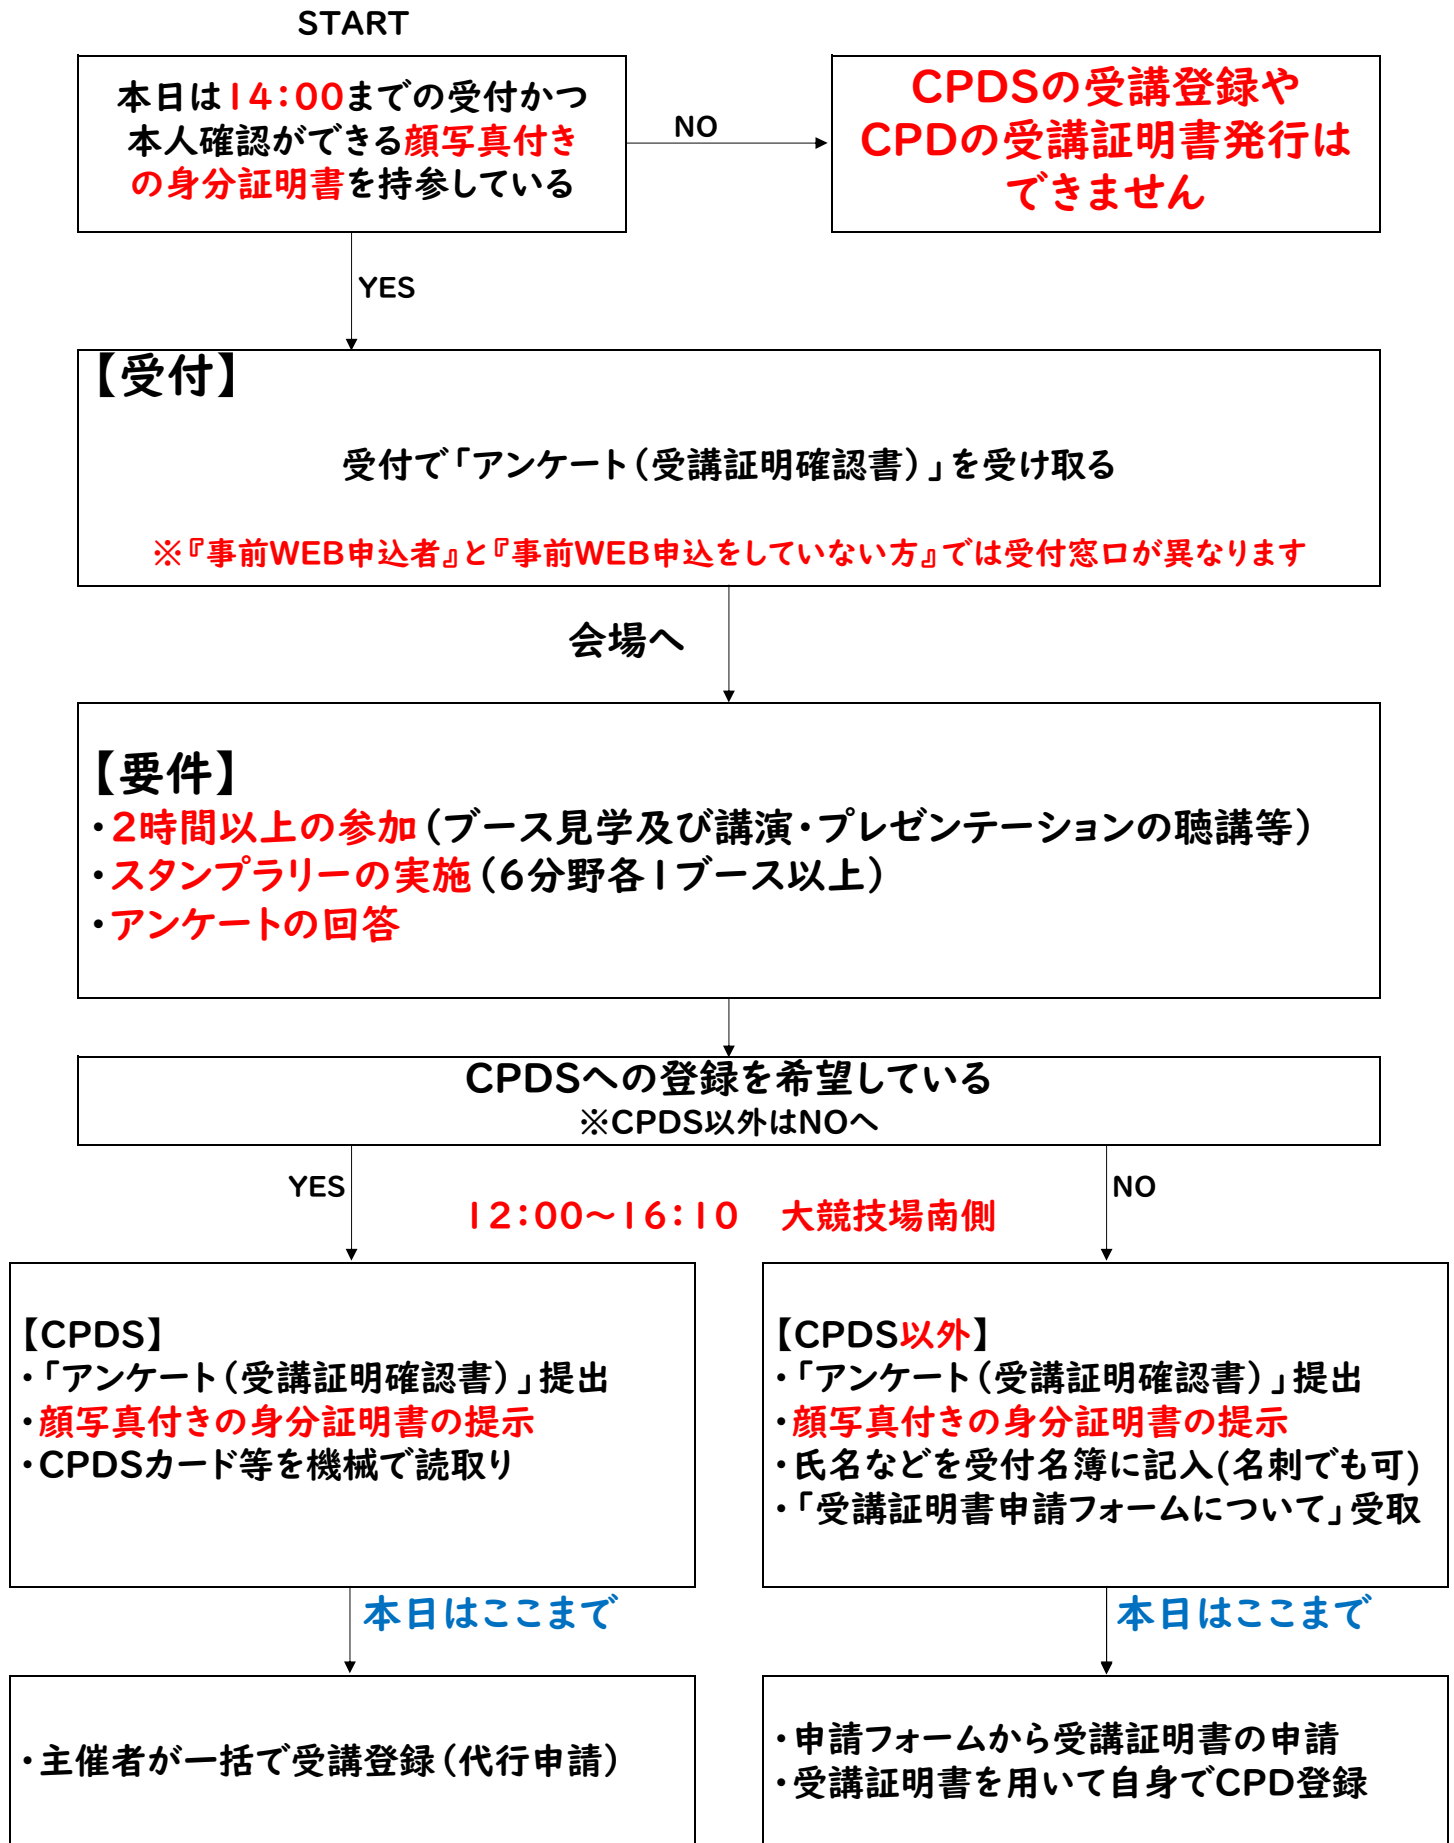 START
本日は14：00までの受付かつ
本人確認ができる顔写真付き
の身分証明書を持参している
NO
CPDSの受講登録や
CPDの受講証明書発行は
できません
YES
【受付】
受付で「アンケート（受講証明確認書）」を受け取る
※『事前WEB申込者』と『事前WEB申込をしていない方』では受付窓口が異なります
会場へ
【要件】
・2時間以上の参加（ブース見学及び講演・プレゼンテーションの聴講等）
・スタンプラリーの実施（6分野各1ブース以上）
・アンケートの回答
CPDSへの登録を希望している
※CPDS以外はNOへ
YES
NO
12：00～16：10　大競技場南側
【CPDS】
・「アンケート（受講証明確認書）」提出
・顔写真付きの身分証明書の提示
・CPDSカード等を機械で読取り
【CPDS以外】
・「アンケート（受講証明確認書）」提出
・顔写真付きの身分証明書の提示
・氏名などを受付名簿に記入(名刺でも可)
・「受講証明書申請フォームについて」受取
本日はここまで
本日はここまで
・主催者が一括で受講登録（代行申請）
・申請フォームから受講証明書の申請
・受講証明書を用いて自身でCPD登録